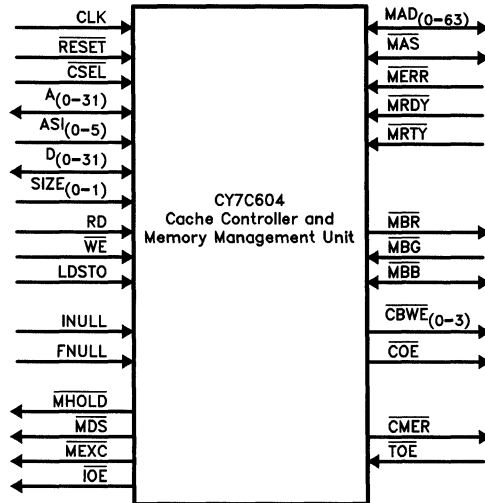 CLK
RESET
CSEL
A(0-31)
ASI(0-5)
D(0-31)
SIZE(0-1)
RD
WE
LDSTO
INULL
FNULL
MHOLD
MDS
MEXC
IOE
CY7C604
Cache Controller and
Memory Management Unit
MAD(0-63)
MAS
MERR
MRDY
MRTY
MBR
MBG
MBB
CBWE(0-3)
COE
CMER
TOE